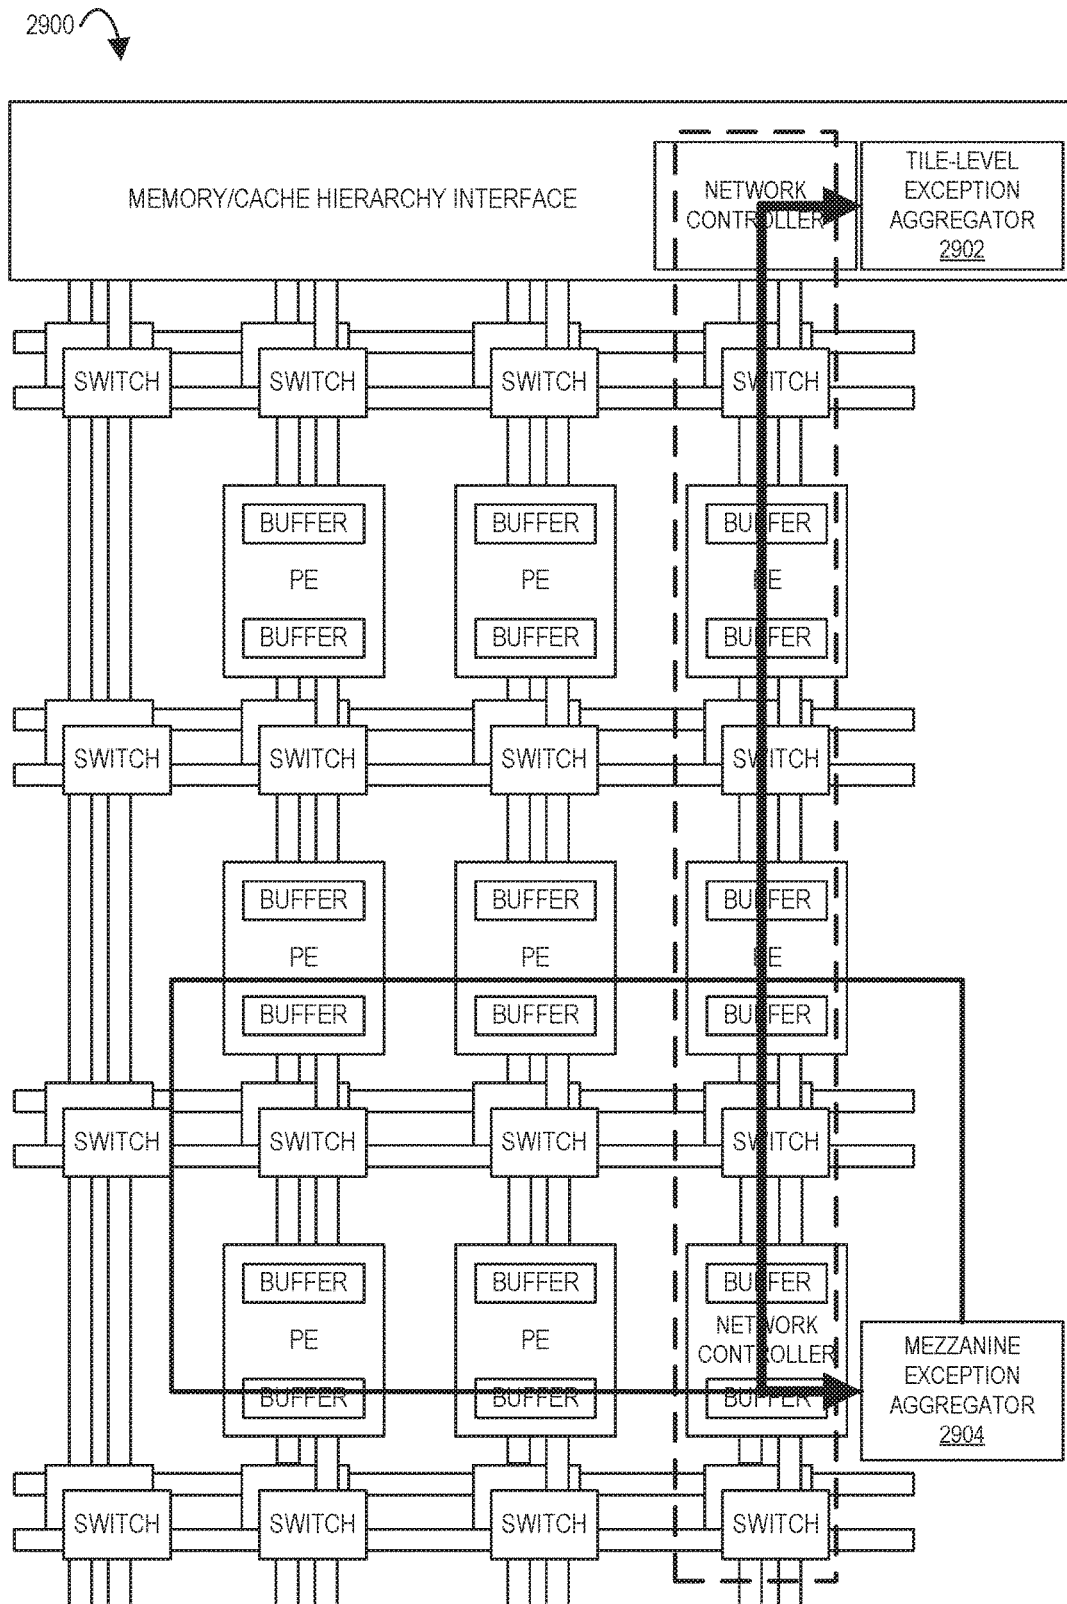 2900
MEMORY/CACHE HIERARCHY INTERFACE
NETWORK
CONTROLLER
TILE-LEVEL
EXCEPTION
AGGREGATOR
2902
SWITCH SWITCH SWITCH SWITCH
BUFFER BUFFER BUFFER
PE PE PE
BUFFER BUFFER BUFFER
SWITCH SWITCH SWITCH SWITCH
BUFFER BUFFER BUFFER
PE PE PE
BUFFER BUFFER BUFFER
SWITCH SWITCH SWITCH SWITCH
BUFFER BUFFER BUFFER
PE PE
NETWORK
CONTROLLER
BUFFER BUFFER BUFFER
MEZZANINE
EXCEPTION
AGGREGATOR
2904
SWITCH SWITCH SWITCH SWITCH